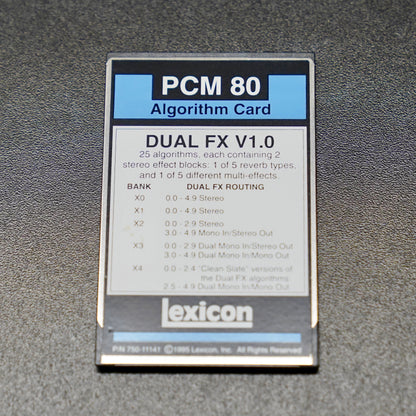 PCM 80
Algorithm Card
DUAL FX V1.0
25 algorithms, each containing 2
stereo effect blocks: 1 of 5 reverb types,
and 1 of 5 different multi-effects.
BANK DUAL FX ROUTING
X0 0.0 - 4.9 Stereo
X1 0.0 - 4.9 Stereo
X2 0.0 - 2.9 Stereo
3.0 - 4.9 Mono In/Stereo Out
X3 0.0 - 2.9 Dual Mono In/Stereo Out
3.0 - 4.9 Dual Mono In/Mono Out
X4 0.0 - 2.4 "Clean Slate" versions of
the Dual FX algorithms
2.5 - 4.9 Dual Mono In/Mono Out
lexicon
P/N 750-11141 ©1995 Lexicon, Inc. All Rights Reserved